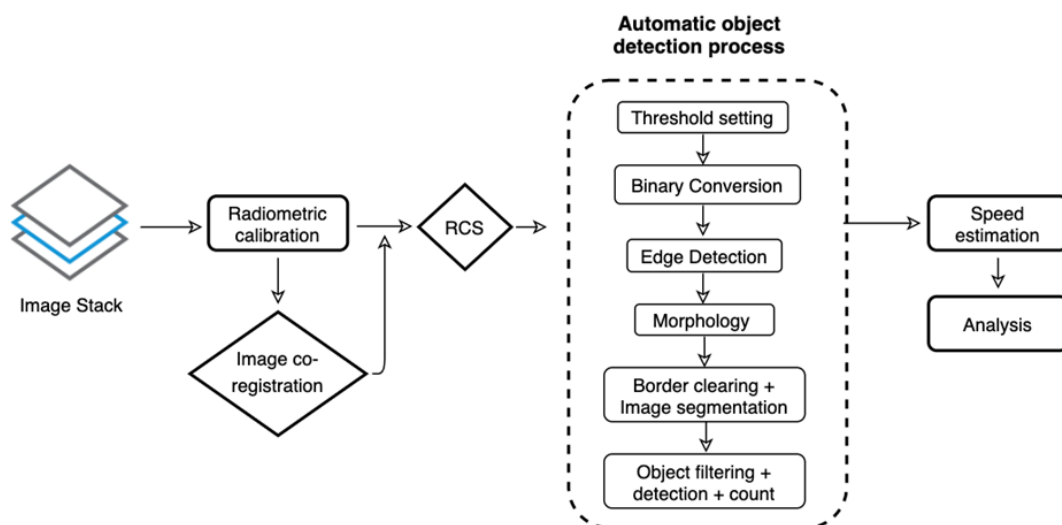 Automatic object
detection process
Image Stack
Radiometric
calibration
Image co-
registration
RCS
Threshold setting
Binary Conversion
Edge Detection
Morphology
Border clearing +
Image segmentation
Object filtering +
detection + count
Speed
estimation
Analysis